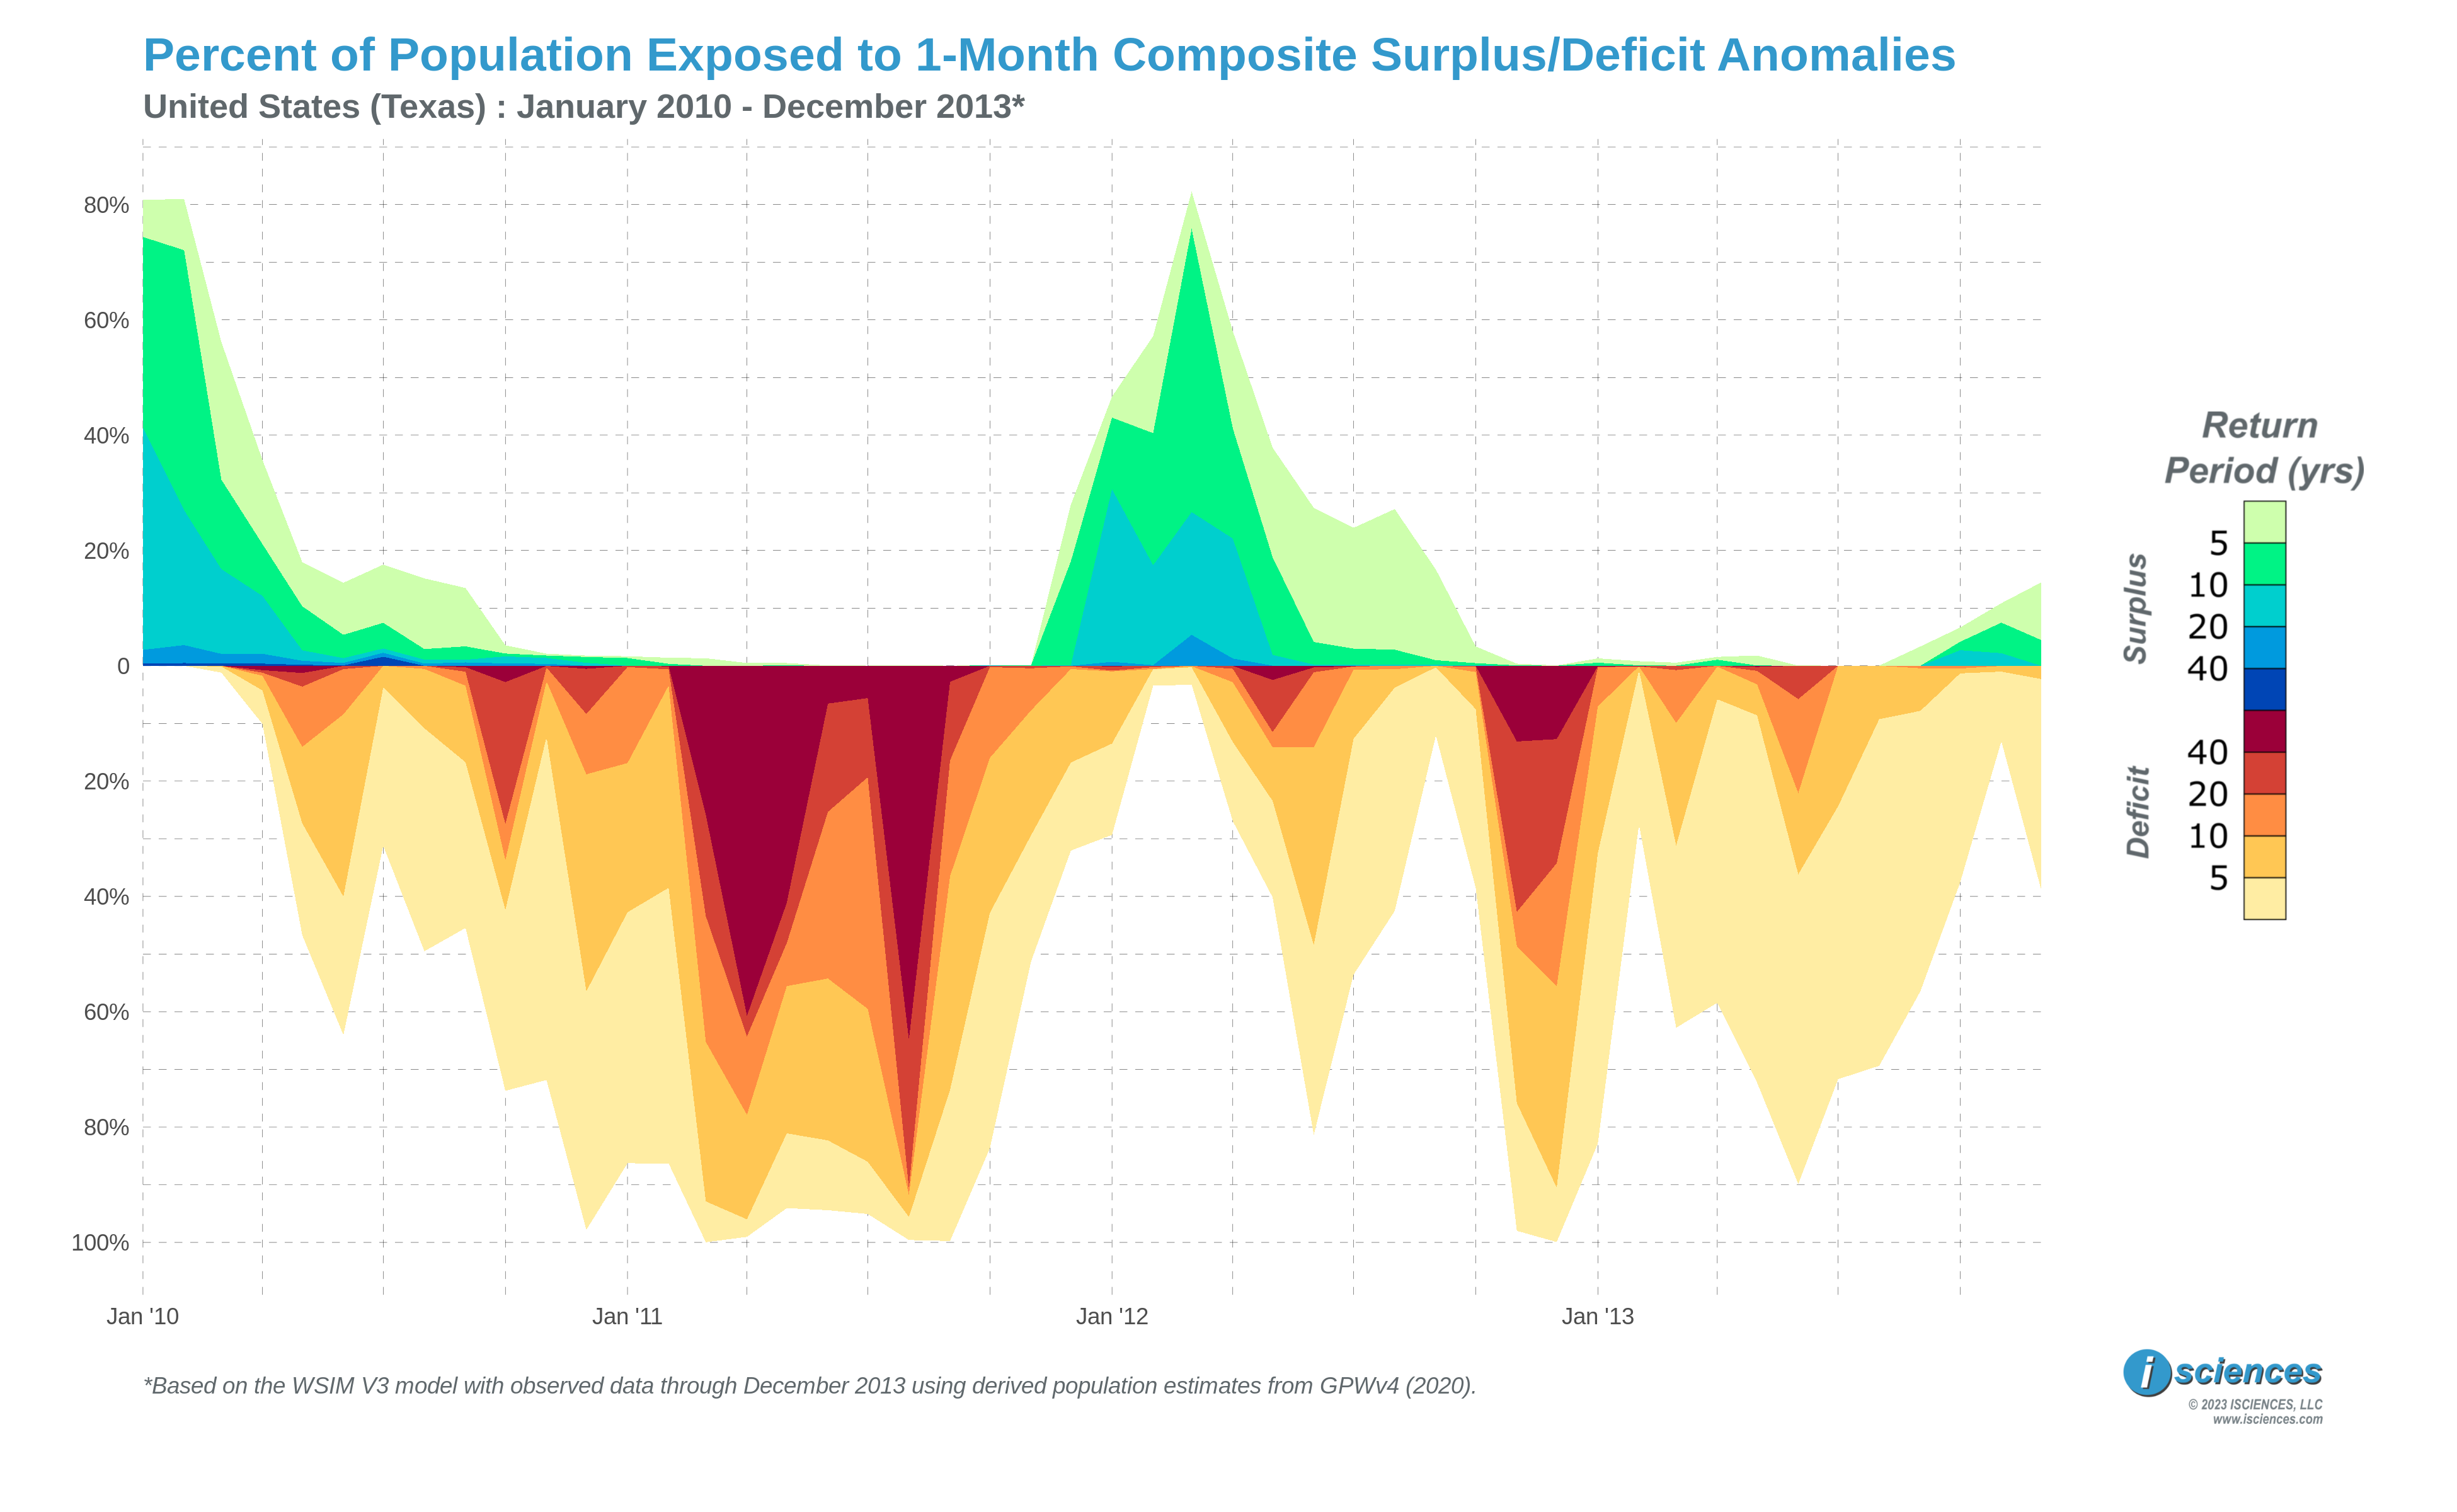 Percent of Population Exposed to 1-Month Composite Surplus/Deficit Anomalies
United States (Texas) : January 2010 - December 2013*
80%
60%
40%
20%
0
20%
40%
60%
80%
100%
Jan '10
Jan '11
Jan '12
Jan '13
Return
Period (yrs)
Surplus
5
10
20
40
Deficit
40
20
10
5
*Based on the WSIM V3 model with observed data through December 2013 using derived population estimates from GPWv4 (2020).
i sciences
© 2023 ISCIENCES, LLC
www.isciences.com